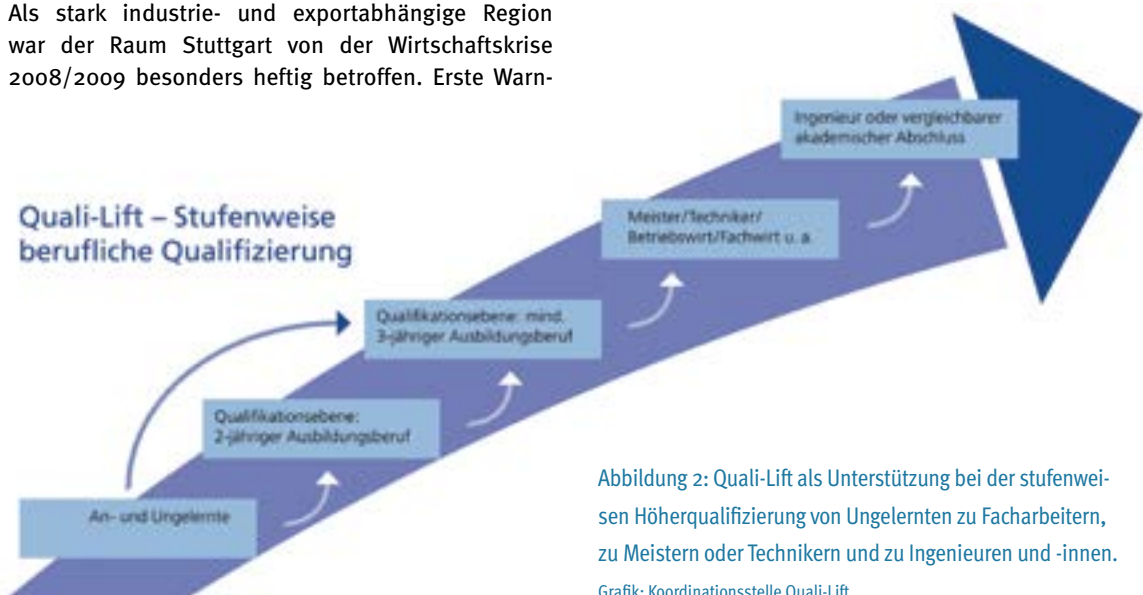 Als stark industrie- und exportabhängige Region
war der Raum Stuttgart von der Wirtschaftskrise
2008/2009 besonders heftig betroffen. Erste Warn-
Quali-Lift – Stufenweise
berufliche Qualifizierung
Ingenieur oder vergleichbarer
akademischer Abschluss
Meister/Techniker/
Betriebswirt/Fachwirt u. a.
Qualifikationsebene: mind.
3-jähriger Ausbildungsberuf
Qualifikationsebene:
2-jähriger Ausbildungsberuf
An- und Ungelernte
Abbildung 2: Quali-Lift als Unterstützung bei der stufenwei-
sen Höherqualifizierung von Ungelernten zu Facharbeitern,
zu Meistern oder Technikern und zu Ingenieuren und -innen.
Grafik: Koordinationsstelle Quali-Lift